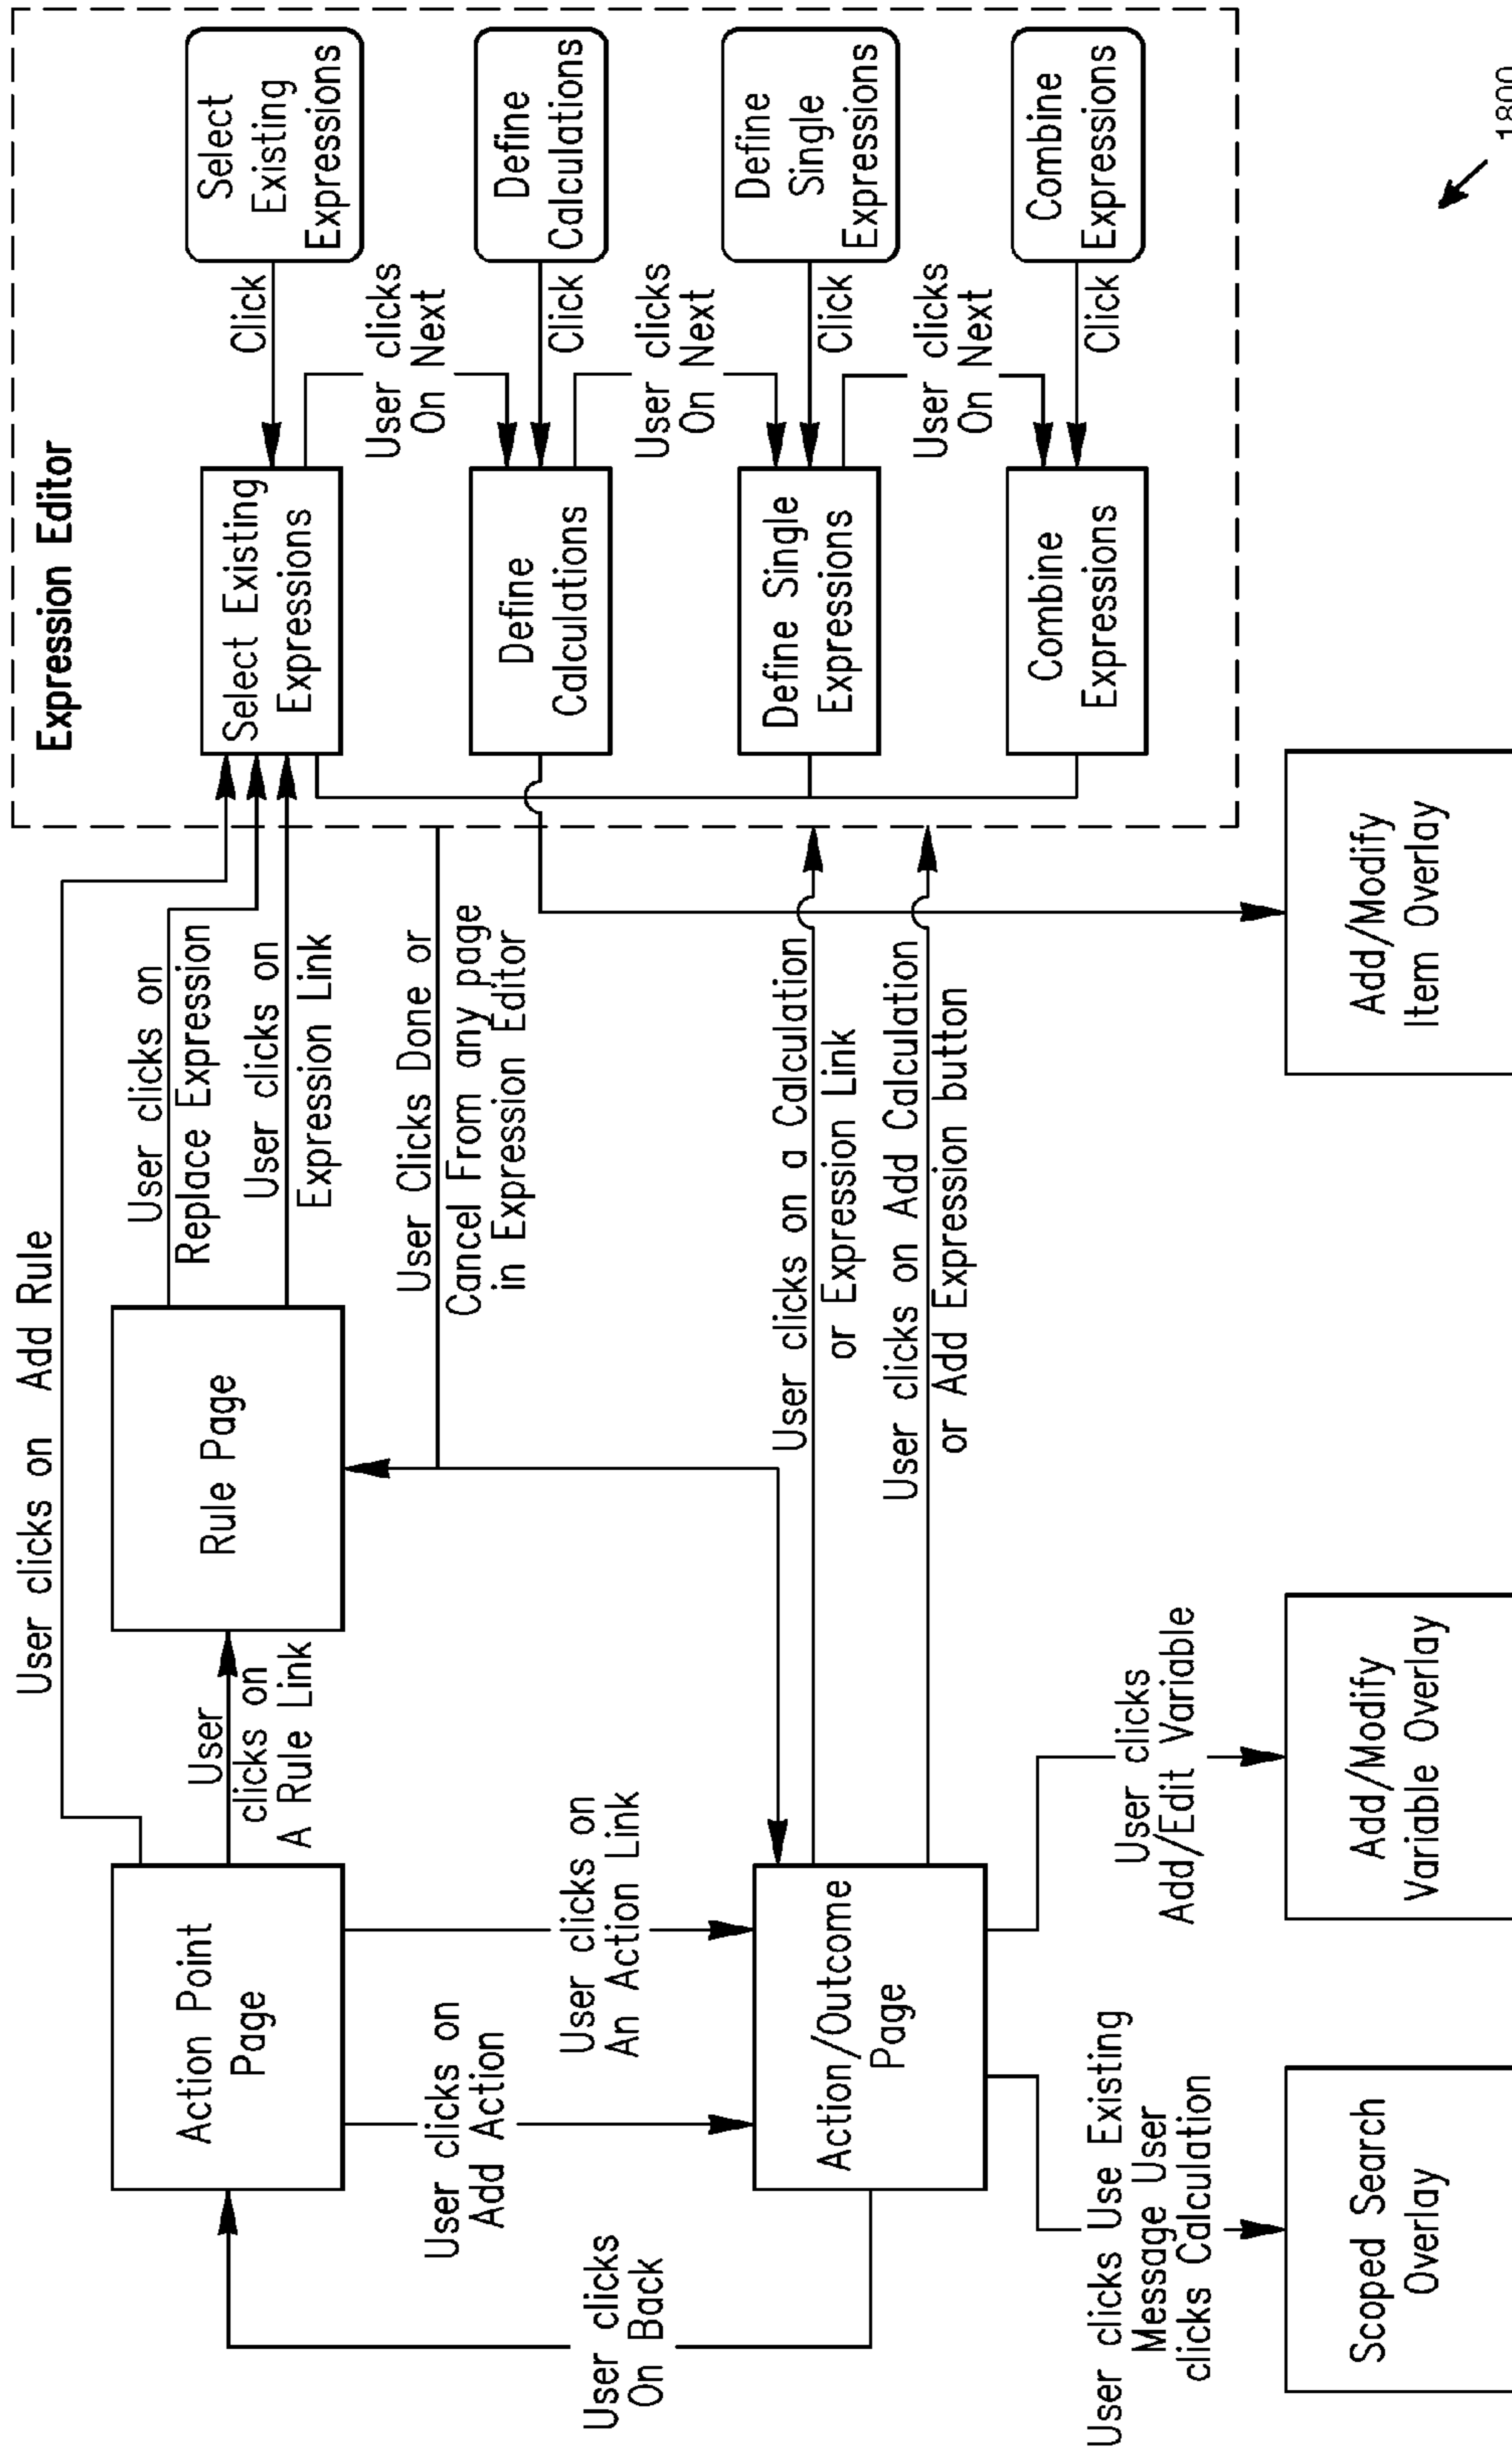 User clicks on Add Rule
Action Point
Page
User
clicks on
A Rule Link
Rule Page
User clicks on
Replace Expression
User clicks on
Expression Link
Expression Editor
Select Existing
Expressions
Click
Select
Existing
Expressions
User clicks
On Next
Define
Calculations
Click
Define
Calculations
User clicks
On Next
Define Single
Expressions
Click
Define
Single
Expressions
User clicks
On Next
Combine
Expressions
Click
Combine
Expressions
User Clicks Done or
Cancel From any page
in Expression Editor
User clicks on
Add Action
User clicks on
An Action Link
User clicks
On Back
Action/Outcome
Page
User clicks on a Calculation
or Expression Link
User clicks on Add Calculation
or Add Expression button
User clicks Use Existing
Message User
clicks Calculation
User clicks
Add/Edit Variable
Scoped Search
Overlay
Add/Modify
Variable Overlay
Add/Modify
Item Overlay
1800